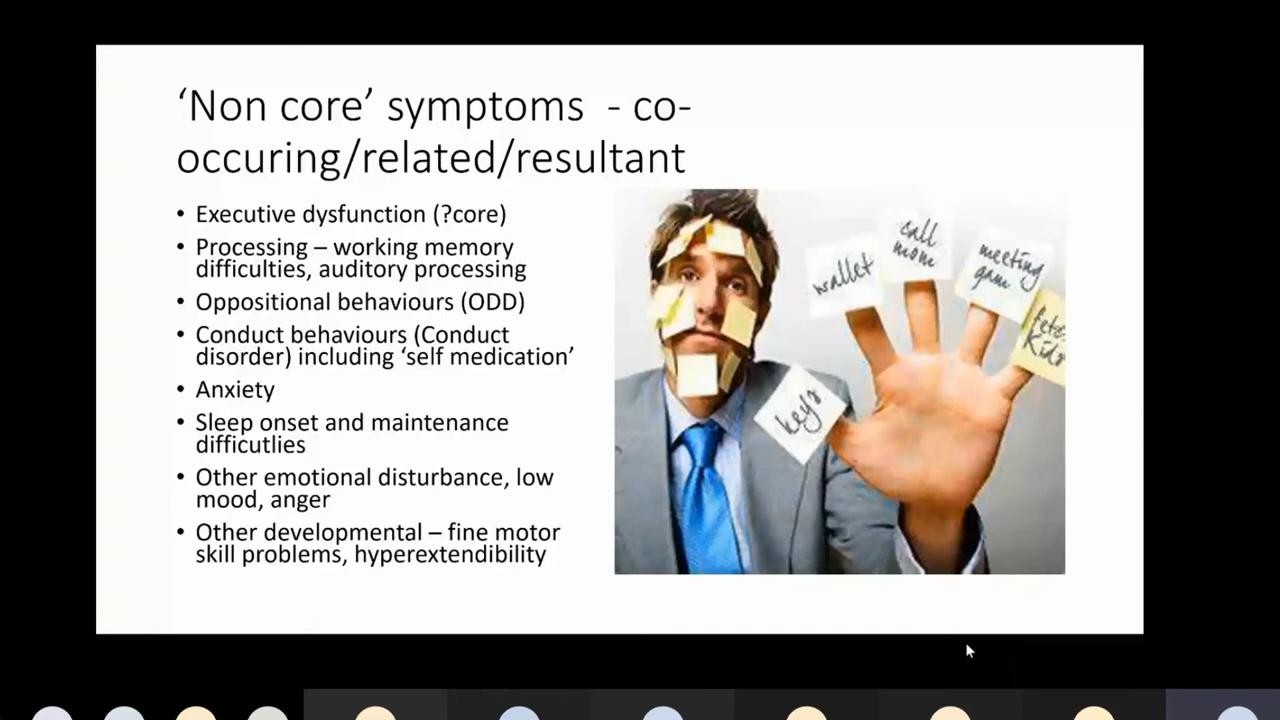 ‘Non core’ symptoms - co-
occuring/related/resultant
• Executive dysfunction (?core)
• Processing – working memory
difficulties, auditory processing
• Oppositional behaviours (ODD)
• Conduct behaviours (Conduct
disorder) including ‘self medication’
• Anxiety
• Sleep onset and maintenance
difficutlies
• Other emotional disturbance, low
mood, anger
• Other developmental – fine motor
skill problems, hyperextendibility
wallet
call
mom
meeting
kids
keys